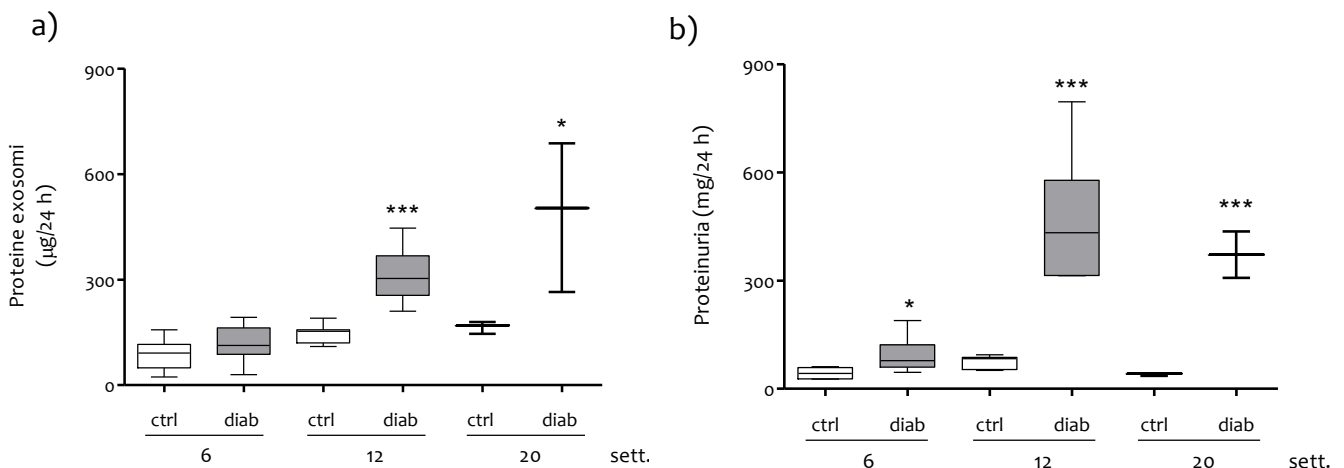 a)
Proteine exosomi
(µg/24 h)
900
600
300
0
***
*
ctrl diab ctrl diab ctrl diab
6 12 20 sett.
b)
Proteinuria (mg/24 h)
900
600
300
0
*
***
***
ctrl diab ctrl diab ctrl diab
6 12 20 sett.